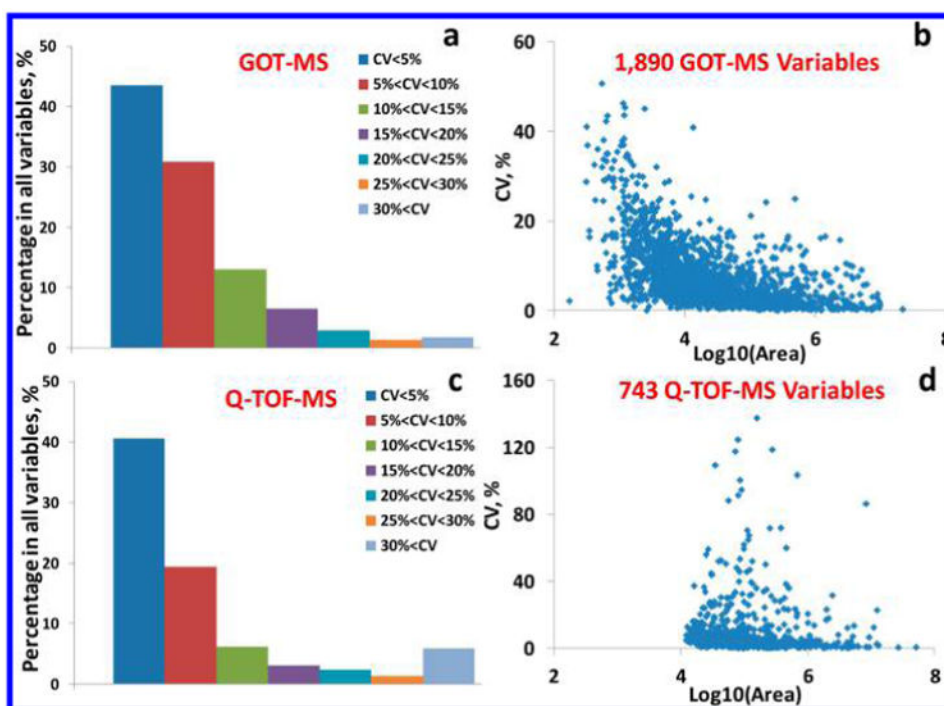 a
GOT-MS
Percentage in all variables, %
50
40
30
20
10
0
CV<5%
5%<CV<10%
10%<CV<15%
15%<CV<20%
20%<CV<25%
25%<CV<30%
30%<CV
b
1,890 GOT-MS Variables
CV, %
60
40
20
0
2 4 6 8
Log10(Area)
c
Q-TOF-MS
Percentage in all variables, %
50
40
30
20
10
0
CV<5%
5%<CV<10%
10%<CV<15%
15%<CV<20%
20%<CV<25%
25%<CV<30%
30%<CV
d
743 Q-TOF-MS Variables
CV, %
160
120
80
40
0
4 6 8
2
Log10(Area)